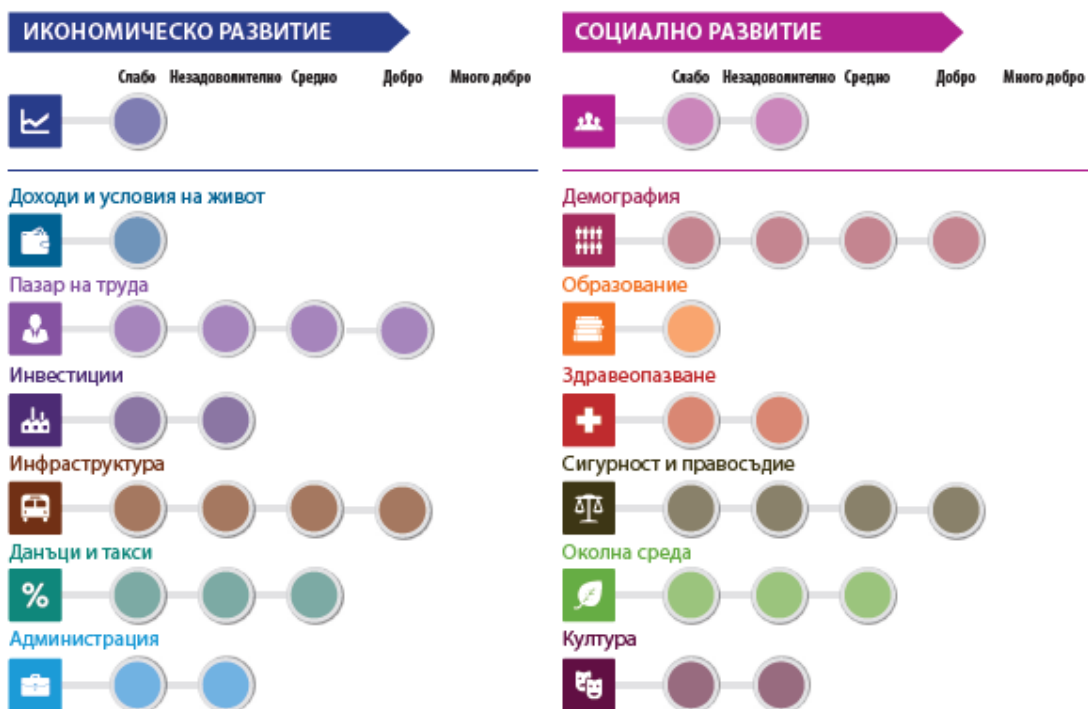 ИКОНОМИЧЕСКО РАЗВИТИЕ
Слабо Незадоволително Средно Добро Много добро
Доходи и условия на живот
Пазар на труда
Инвестиции
Инфраструктура
Данъци и такси
%
Администрация
СОЦИАЛНО РАЗВИТИЕ
Слабо Незадоволително Средно Добро Много добро
Демография
Образование
Здравеопазване
Сигурност и правосъдие
Околна среда
Култура